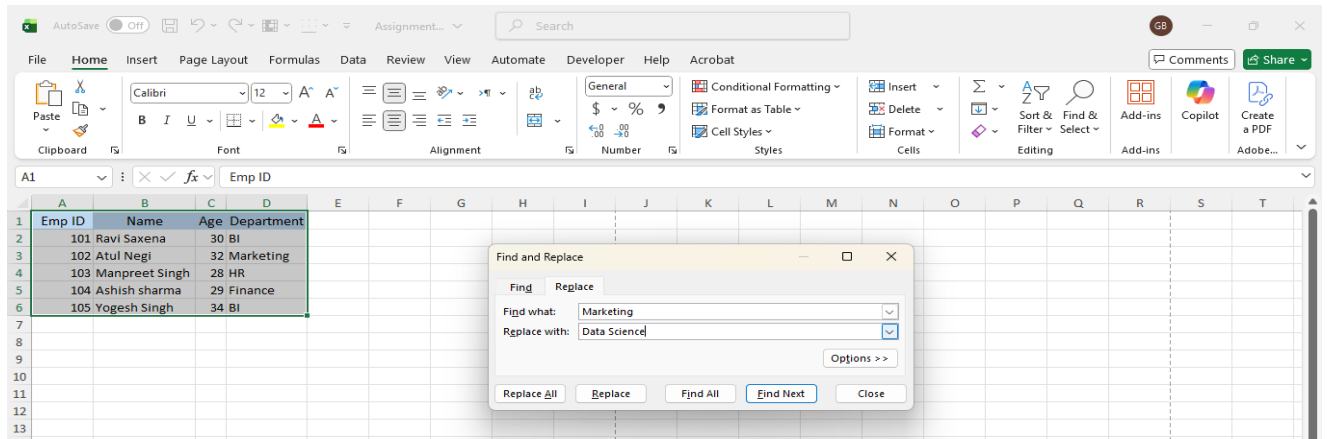 AutoSave Off Assignment... Search GB
File Home Insert Page Layout Formulas Data Review View Automate Developer Help Acrobat Comments Share
Paste
Clipboard
Calibri 12 A^ A˅
B I U A
Font
ab
Alignment
General
$ % 9
.00 .00
Number
Conditional Formatting
Format as Table
Cell Styles
Styles
Insert
Delete
Format
Cells
Σ
Sort & Filter
Find & Select
Editing
Add-ins
Add-ins
Copilot
Create a PDF
Adobe...
A1 fx Emp ID
A B C D E F G H I J K L M N O P Q R S T
1 Emp ID Name Age Department
2 101 Ravi Saxena 30 BI
3 102 Atul Negi 32 Marketing
4 103 Manpreet Singh 28 HR
5 104 Ashish sharma 29 Finance
6 105 Yogesh Singh 34 BI
7
8
9
10
11
12
13
Find and Replace
Find Replace
Find what: Marketing
Replace with: Data Science
Options >>
Replace All Replace Find All Find Next Close